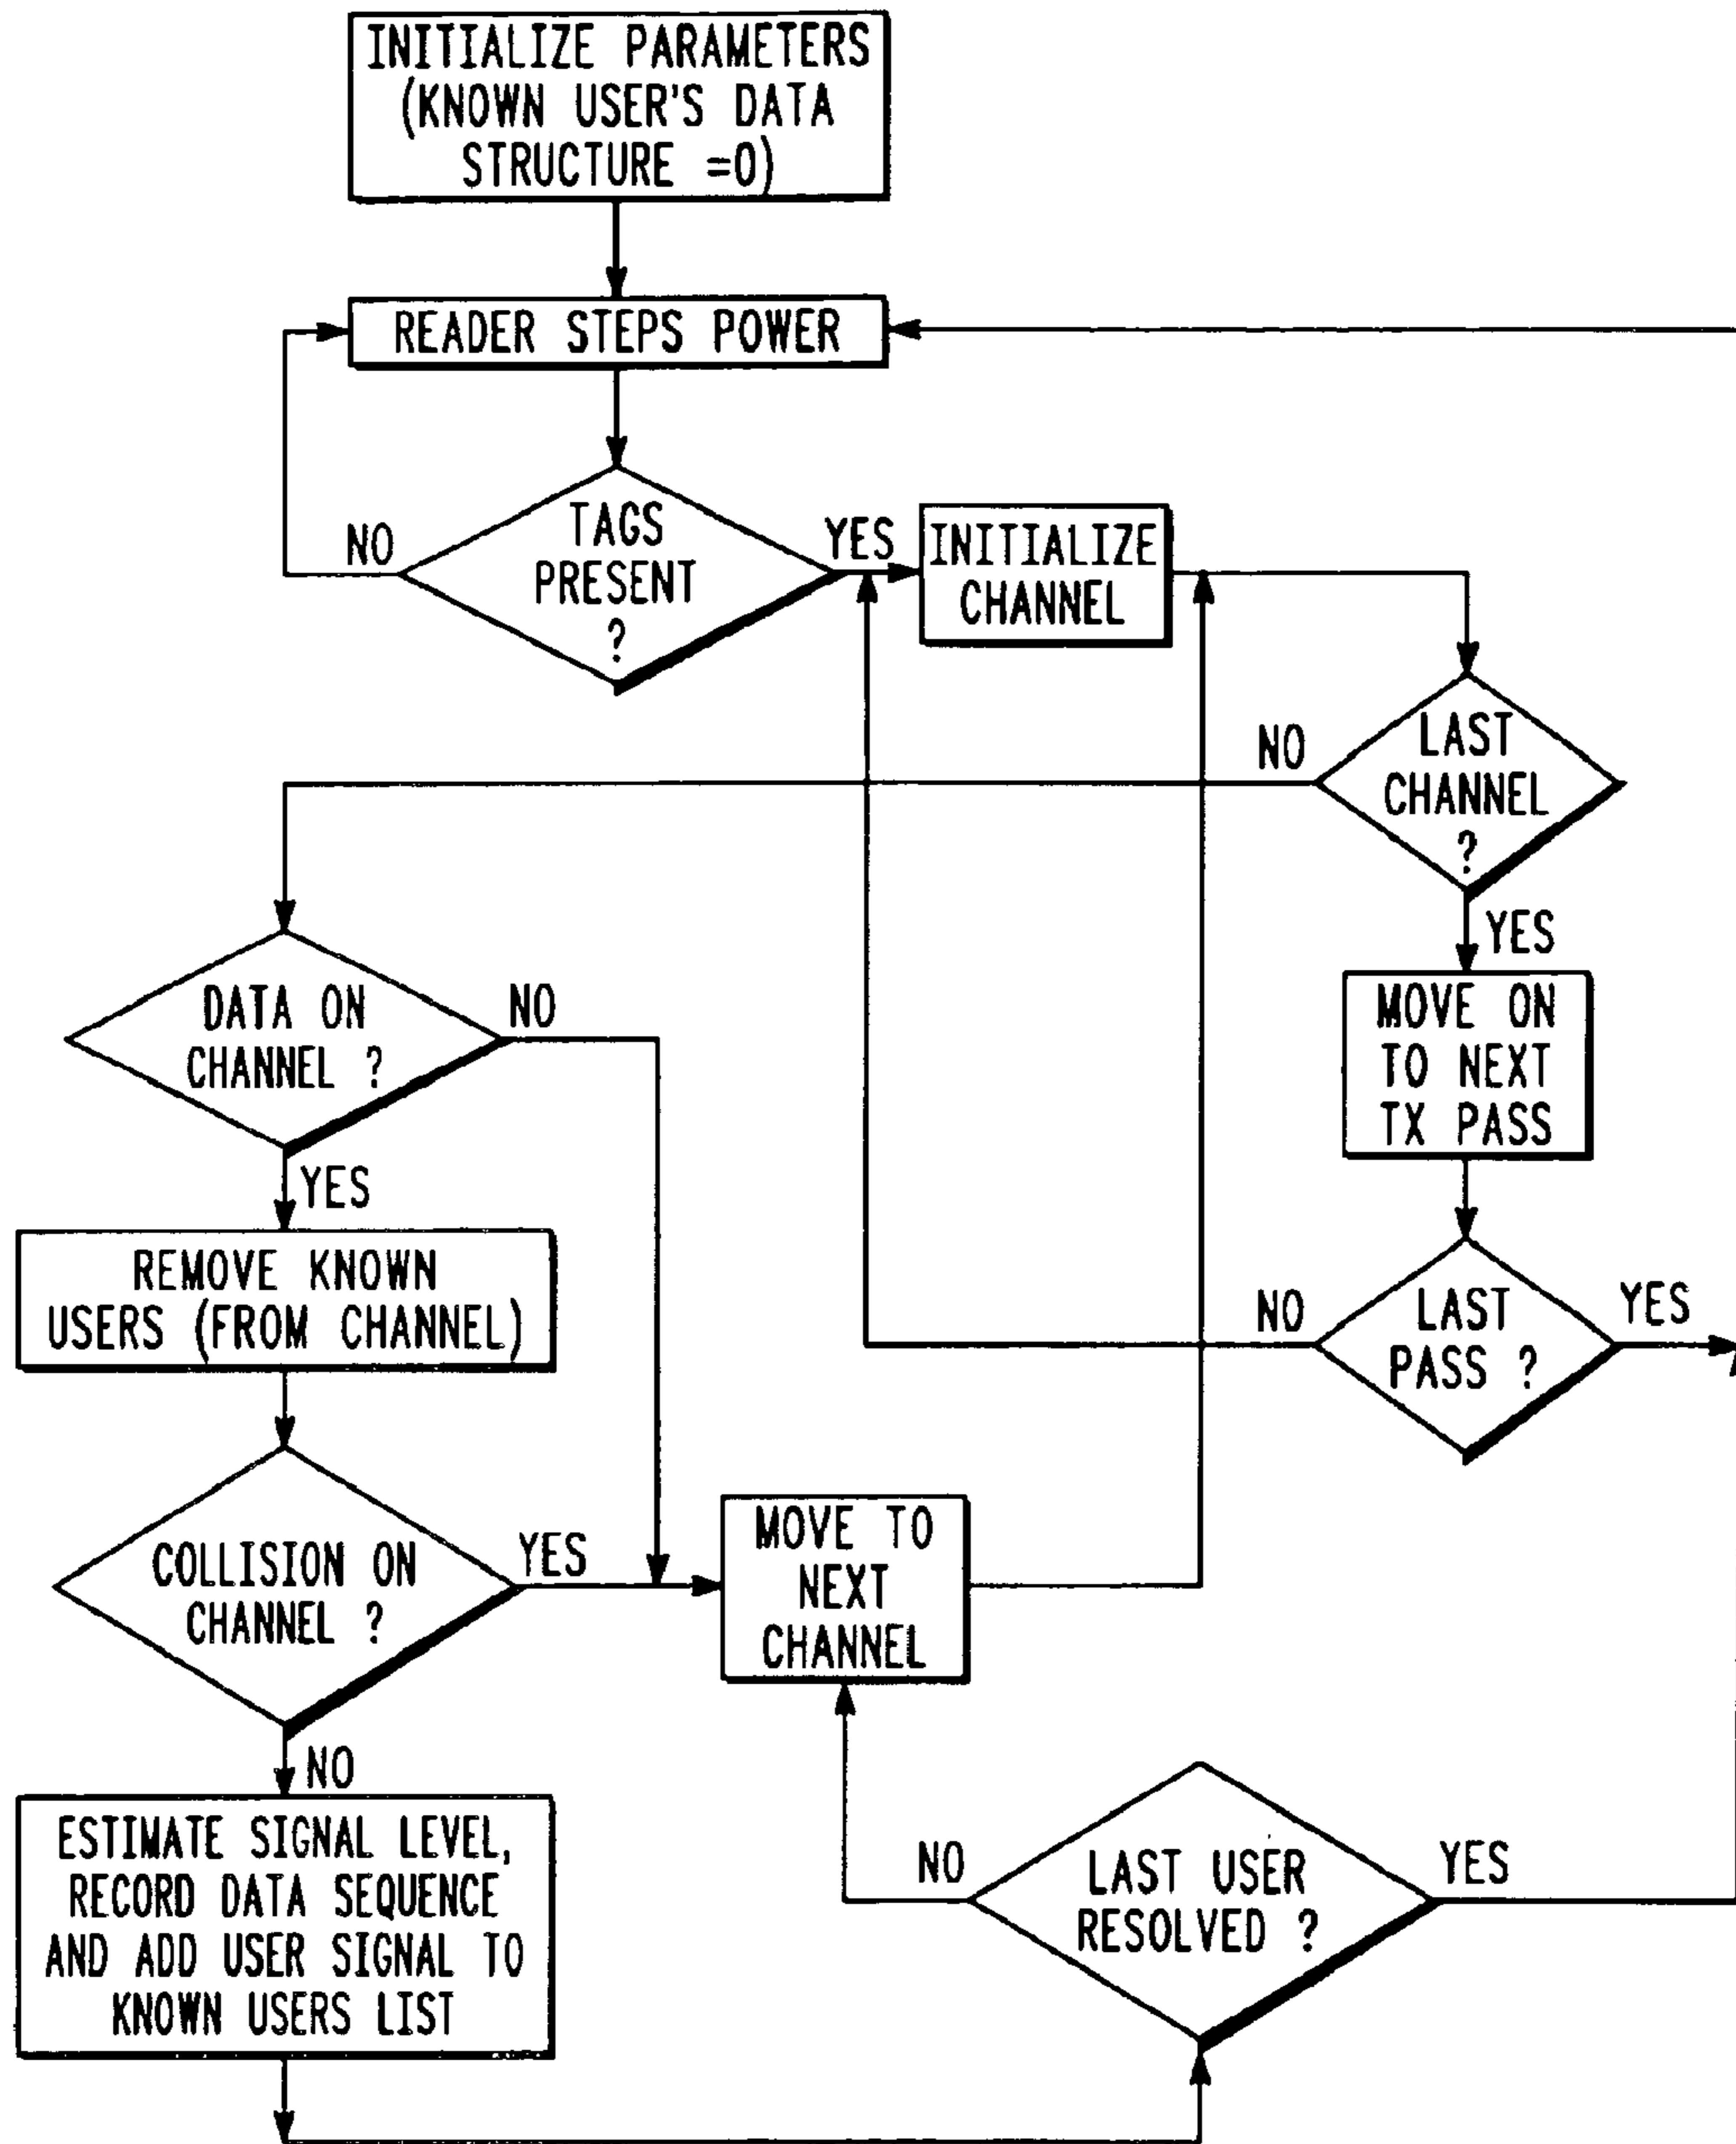 INITIALIZE PARAMETERS
(KNOWN USER'S DATA
STRUCTURE =0)
READER STEPS POWER
TAGS
PRESENT
?
NO
YES
INITIALIZE
CHANNEL
LAST
CHANNEL
?
NO
YES
MOVE ON
TO NEXT
TX PASS
LAST
PASS ?
NO
YES
DATA ON
CHANNEL ?
NO
YES
REMOVE KNOWN
USERS (FROM CHANNEL)
COLLISION ON
CHANNEL ?
YES
NO
MOVE TO
NEXT
CHANNEL
ESTIMATE SIGNAL LEVEL,
RECORD DATA SEQUENCE
AND ADD USER SIGNAL TO
KNOWN USERS LIST
LAST USER
RESOLVED ?
NO
YES